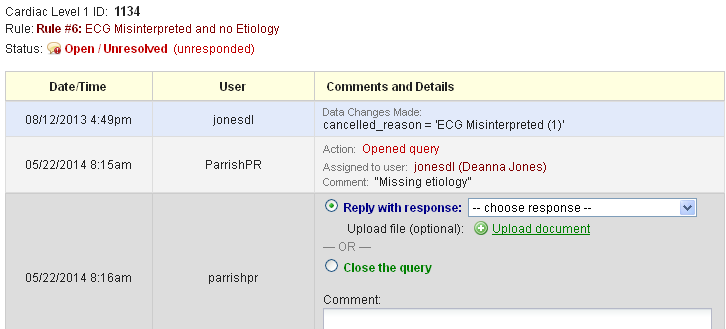 Cardiac Level 1 ID: 1134
Rule: Rule #6: ECG Misinterpreted and no Etiology
Status: Open / Unresolved (unresponded)
Date/Time User Comments and Details
08/12/2013 4:49pm jonesdl Data Changes Made:
cancelled_reason = 'ECG Misinterpreted (1)'
05/22/2014 8:15am ParrishPR Action: Opened query
Assigned to user: jonesdl (Deanna Jones)
Comment: "Missing etiology"
05/22/2014 8:16am parrishpr Reply with response: -- choose response --
Upload file (optional): Upload document
— OR —
Close the query
Comment: